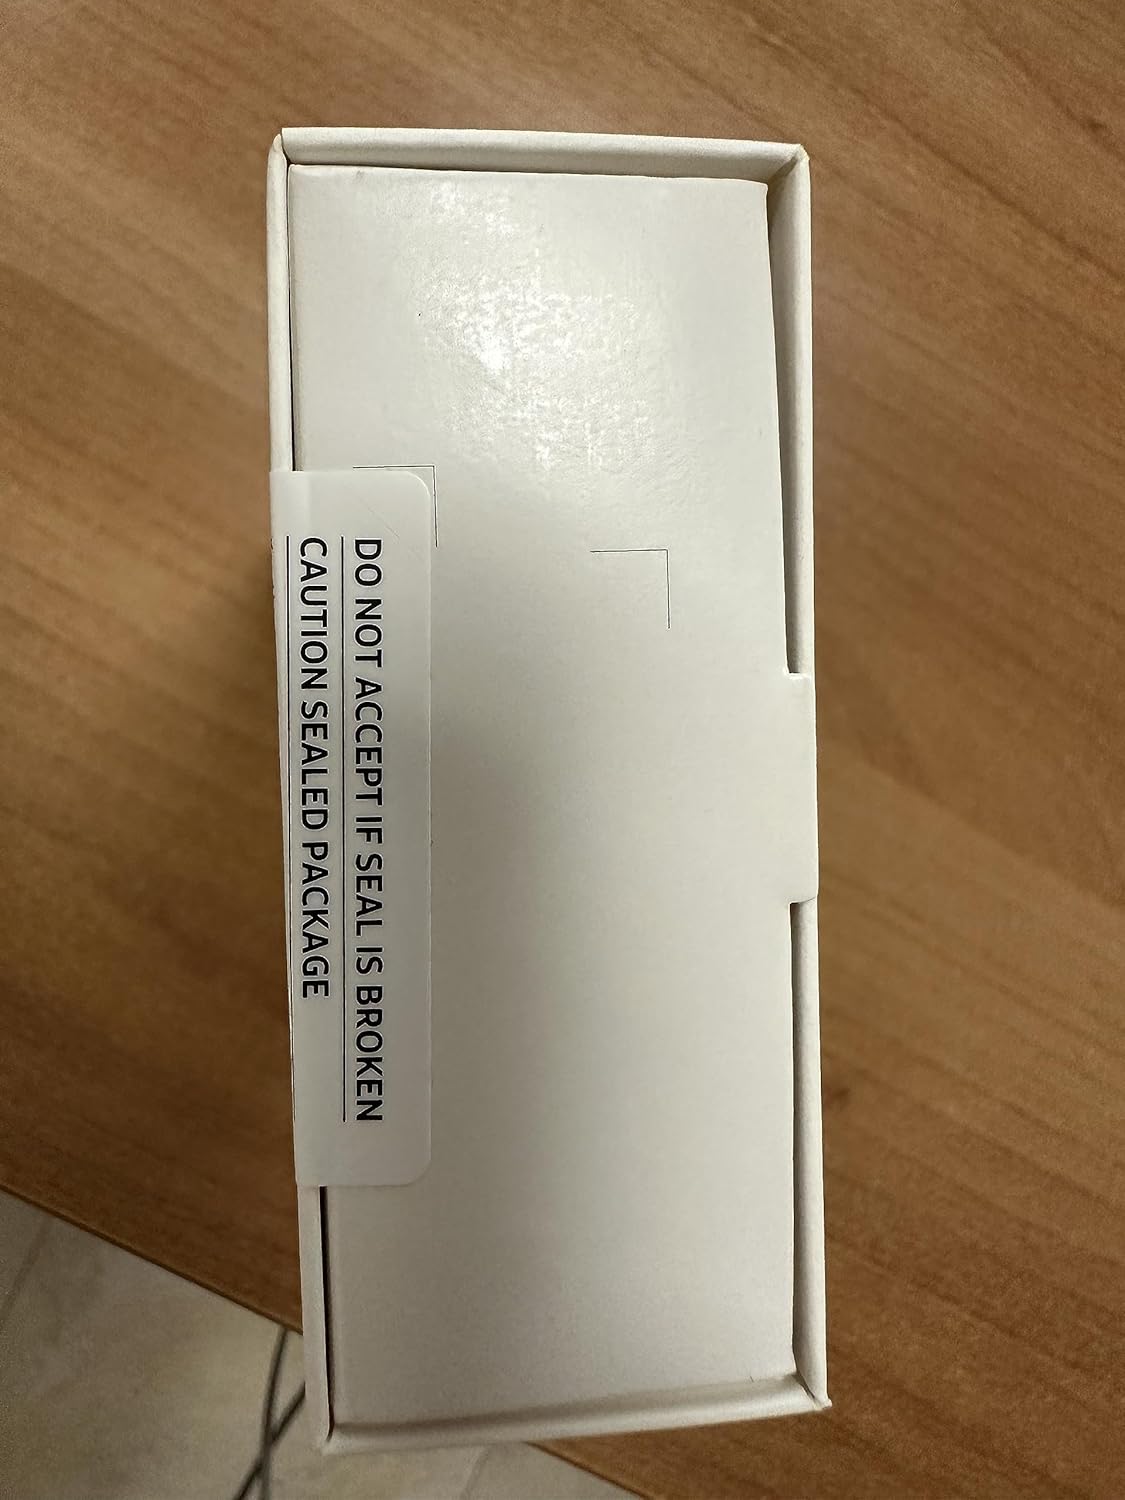 DO NOT ACCEPT IF SEAL IS BROKEN
CAUTION SEALED PACKAGE